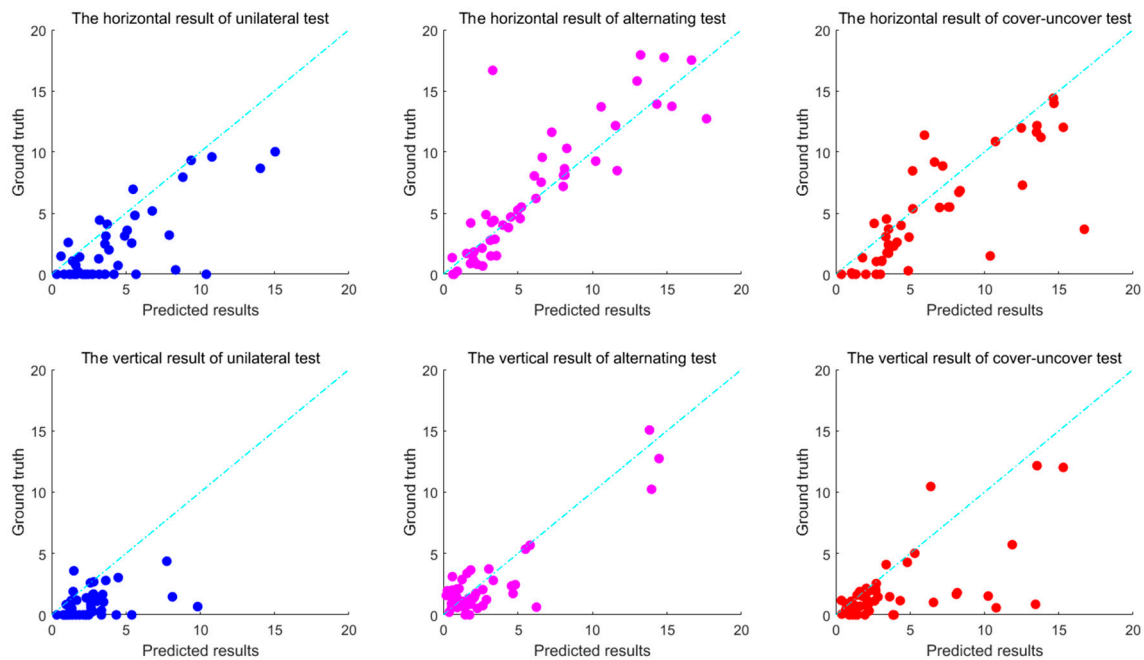 The horizontal result of unilateral test
20
15
10
5
0
Ground truth
0 5 10 15 20
Predicted results
The horizontal result of alternating test
20
15
10
5
0
Ground truth
0 5 10 15 20
Predicted results
The horizontal result of cover-uncover test
20
15
10
5
0
Ground truth
0 5 10 15 20
Predicted results
The vertical result of unilateral test
20
15
10
5
0
Ground truth
0 5 10 15 20
Predicted results
The vertical result of alternating test
20
15
10
5
0
Ground truth
0 5 10 15 20
Predicted results
The vertical result of cover-uncover test
20
15
10
5
0
Ground truth
0 5 10 15 20
Predicted results